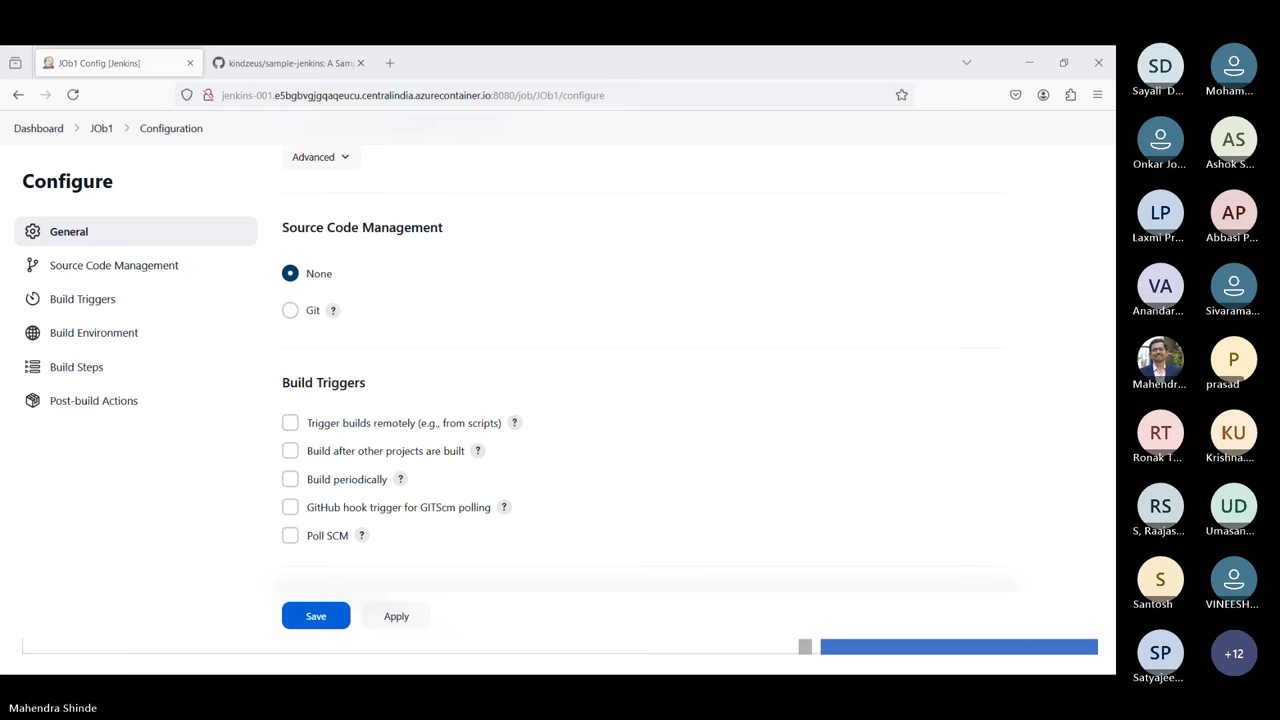 JOb1 Config [Jenkins]
kindzeus/sample-jenkins: A Sam
jenkins-001.e5bgbvgjgqaqeucu.centralindia.azurecontainer.io:8080/job/JOb1/configure
Dashboard
JOb1
Configuration
Configure
General
Source Code Management
Build Triggers
Build Environment
Build Steps
Post-build Actions
Advanced
Source Code Management
None
Git ?
Build Triggers
Trigger builds remotely (e.g., from scripts) ?
Build after other projects are built ?
Build periodically ?
GitHub hook trigger for GITScm polling ?
Poll SCM ?
Save
Apply
SD
Sayali D...
Moham...
Onkar Jo...
AS
Ashok S...
LP
Laxmi Pr...
AP
Abbasi P...
VA
Anandar...
Sivarama...
Mahendr...
P
prasad
RT
Ronak T...
KU
Krishna....
RS
S, Raajas...
UD
Umasan...
S
Santosh
VINEESH...
SP
Satyajee...
+12
Mahendra Shinde